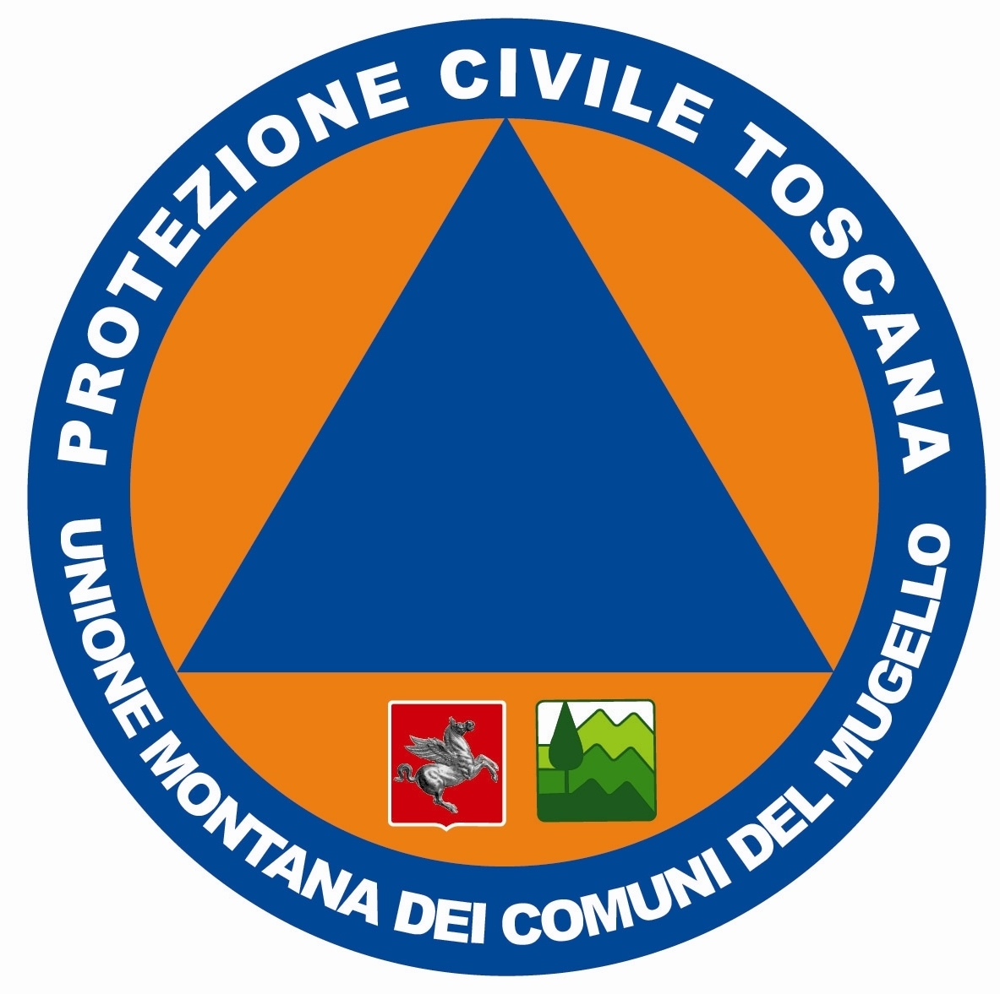 PROTEZIONE CIVILE TOSCANA
UNIONE MONTANA DEI COMUNI DEL MUGELLO